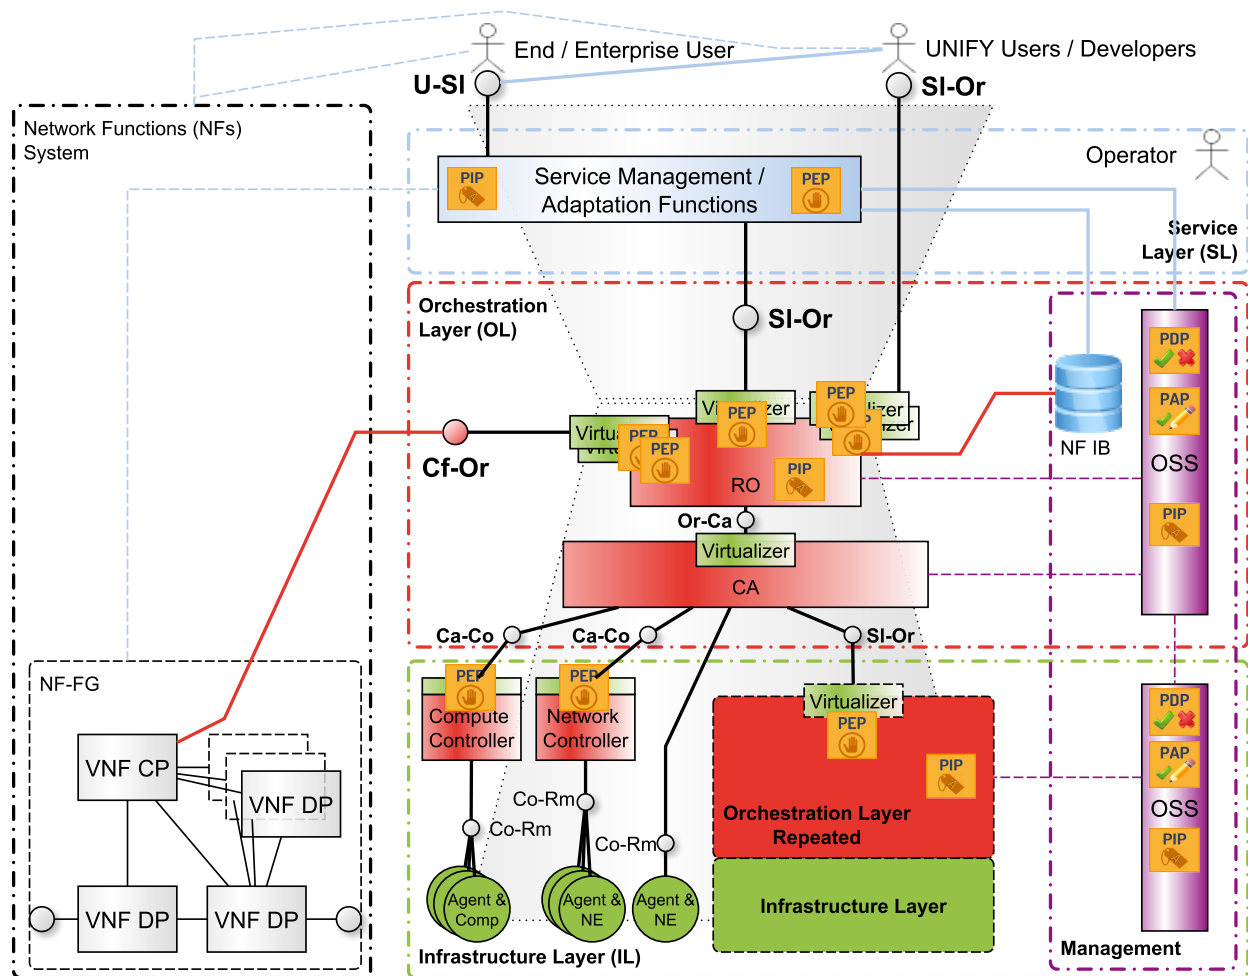 End / Enterprise User
UNIFY Users / Developers
U-Sl
Sl-Or
Network Functions (NFs)
System
Operator
PIP
Service Management /
Adaptation Functions
PEP
Service
Layer (SL)
Orchestration
Layer (OL)
Sl-Or
PDP
PAP
OSS
PIP
NF IB
Virtualizer
PEP
PEP
Virtualizer
PEP
Virtualizer
PEP
PEP
Cf-Or
RO
PIP
Or-Ca
Virtualizer
CA
Ca-Co
Ca-Co
Sl-Or
NF-FG
PEP
Compute
Controller
PEP
Network
Controller
Virtualizer
PEP
PIP
Orchestration Layer
Repeated
PDP
PAP
OSS
PIP
VNF CP
VNF DP
Co-Rm
Co-Rm
Co-Rm
VNF DP
VNF DP
Agent &
Comp
Agent &
NE
Agent &
NE
Infrastructure Layer
Infrastructure Layer (IL)
Management